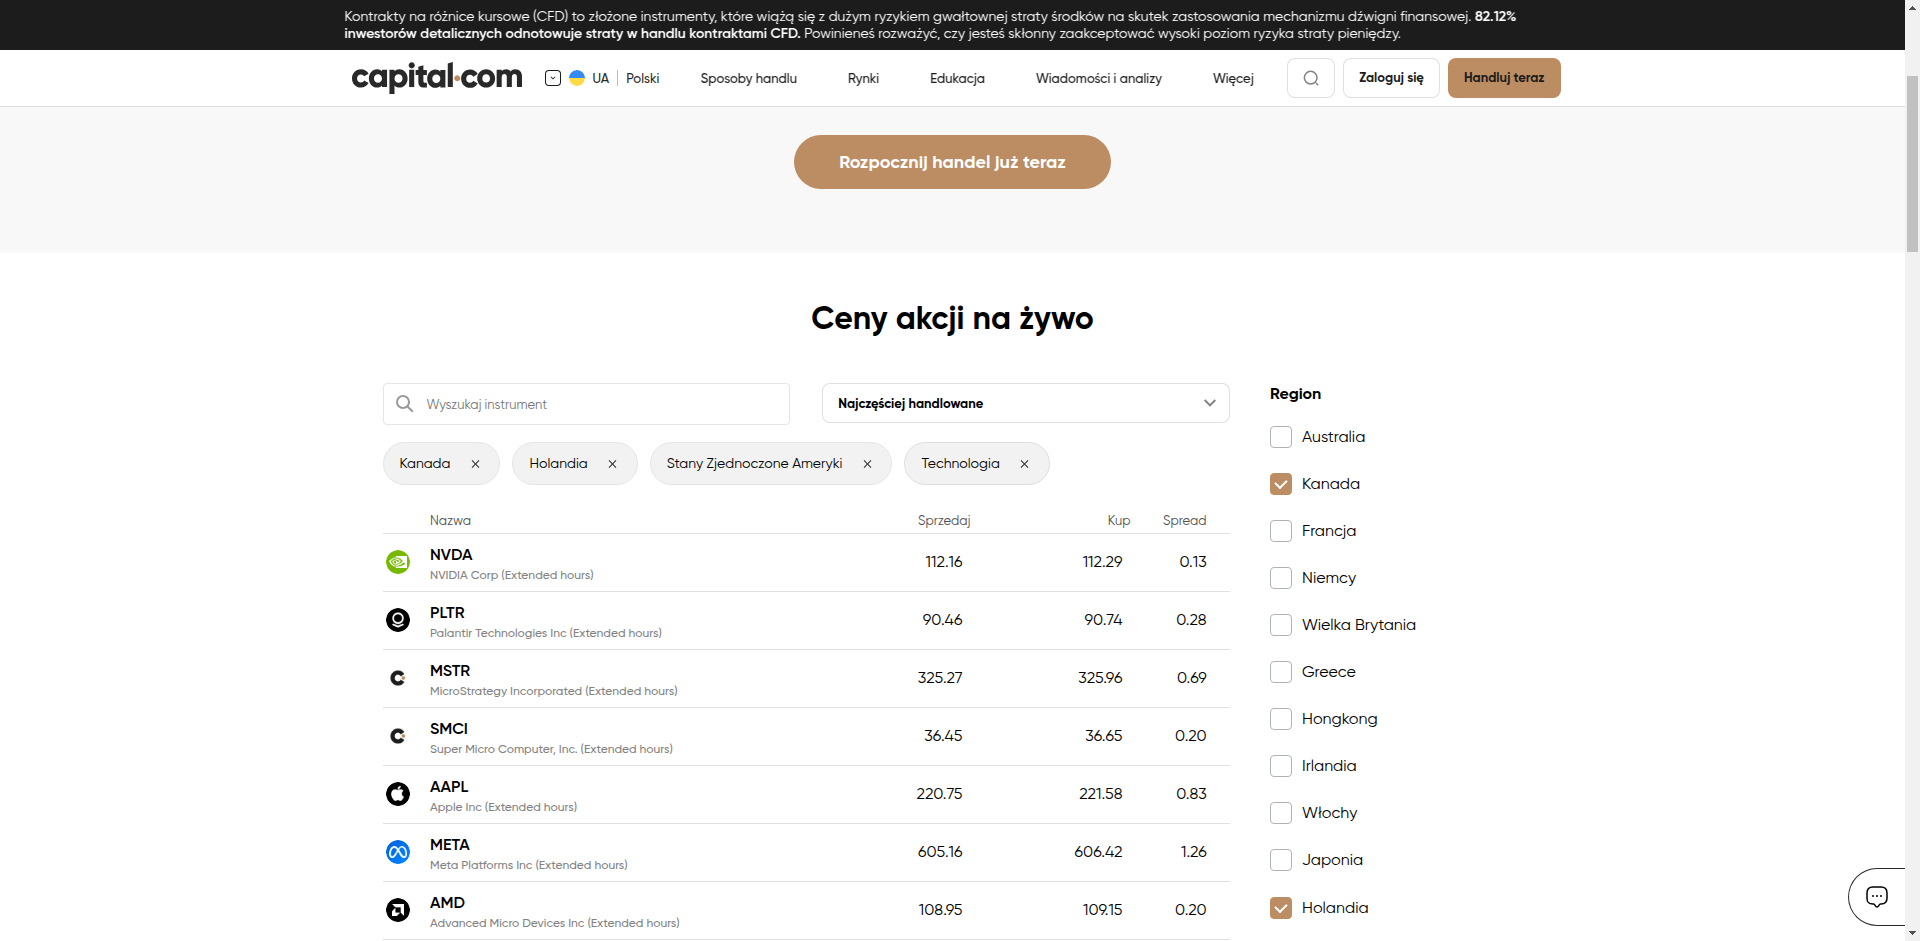 Kontrakty na różnice kursowe (CFD) to złożone instrumenty, które wiążą się z dużym ryzykiem gwałtownej straty środków na skutek zastosowania mechanizmu dźwigni finansowej. 82.12%
inwestorów detalicznych odnotowuje straty w handlu kontraktami CFD. Powinieneś rozważyć, czy jesteś skłonny zaakceptować wysoki poziom ryzyka straty pieniędzy.
capital.com UA Polski Sposoby handlu Rynki Edukacja Wiadomości i analizy Więcej Zaloguj się Handluj teraz
Rozpocznij handel już teraz
Ceny akcji na żywo
Wyszukaj instrument
Najczęściej handlowane
Kanada Holandia Stany Zjednoczone Ameryki Technologia
Nazwa Sprzedaj Kup Spread
NVDA 112.16 112.29 0.13
NVIDIA Corp (Extended hours)
PLTR 90.46 90.74 0.28
Palantir Technologies Inc (Extended hours)
MSTR 325.27 325.96 0.69
MicroStrategy Incorporated (Extended hours)
SMCI 36.45 36.65 0.20
Super Micro Computer, Inc. (Extended hours)
AAPL 220.75 221.58 0.83
Apple Inc (Extended hours)
META 605.16 606.42 1.26
Meta Platforms Inc (Extended hours)
AMD 108.95 109.15 0.20
Advanced Micro Devices Inc (Extended hours)
Region
Australia
Kanada
Francja
Niemcy
Wielka Brytania
Greece
Hongkong
Irlandia
Włochy
Japonia
Holandia